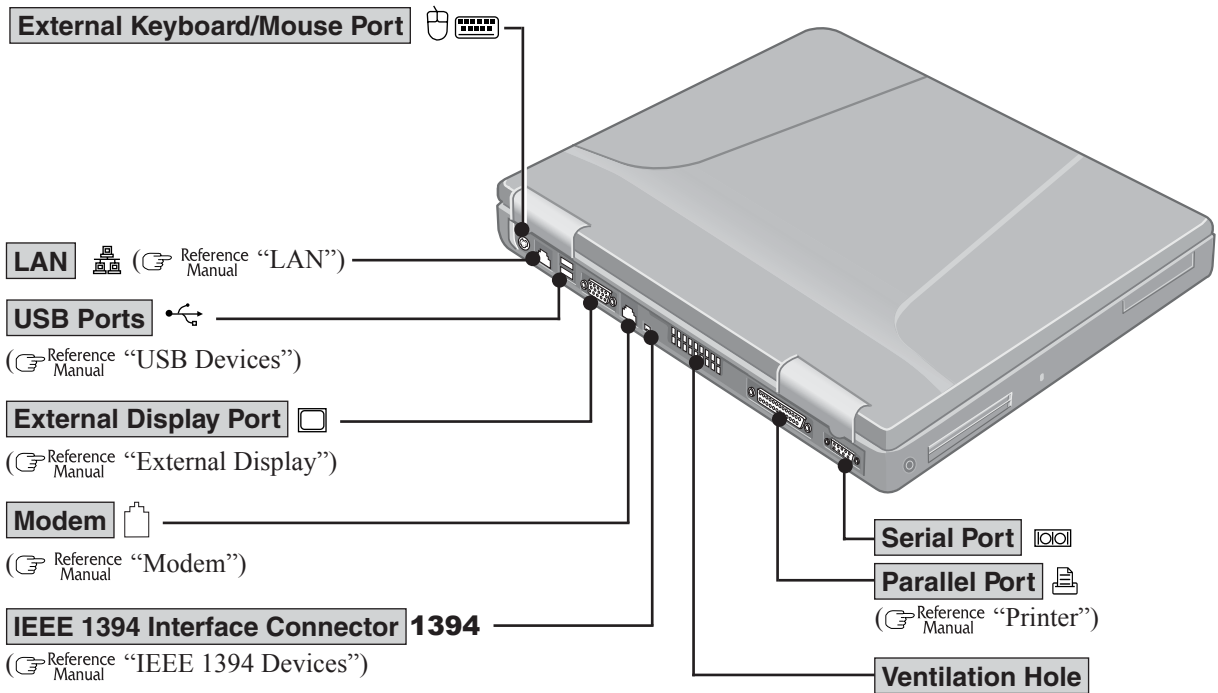 External Keyboard/Mouse Port
LAN (Reference Manual “LAN”)
USB Ports
(Reference Manual “USB Devices”)
External Display Port
(Reference Manual “External Display”)
Modem
(Reference Manual “Modem”)
IEEE 1394 Interface Connector 1394
(Reference Manual “IEEE 1394 Devices”)
Serial Port
Parallel Port
(Reference Manual “Printer”)
Ventilation Hole